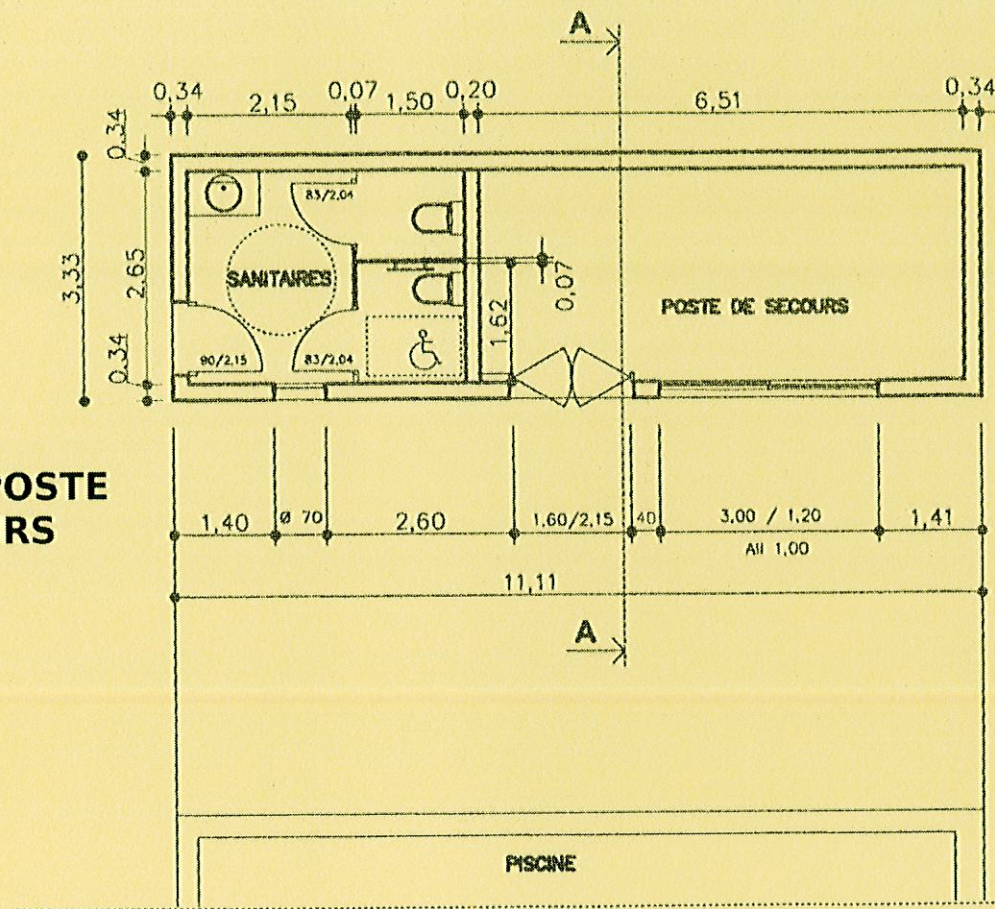 A
0,34 2,15 0,07 1,50 0,20 6,51 0,34
0,34
83/2,04
3,33
2,65
SANITAIRES
0,07
POSTE DE SECOURS
1,62
0,34
90/2,15
83/2,04
POSTE
RS
1,40 Ø 70 2,60 1,60/2,15 40 3,00 / 1,20 1,41
All 1,00
11,11
A
PISCINE